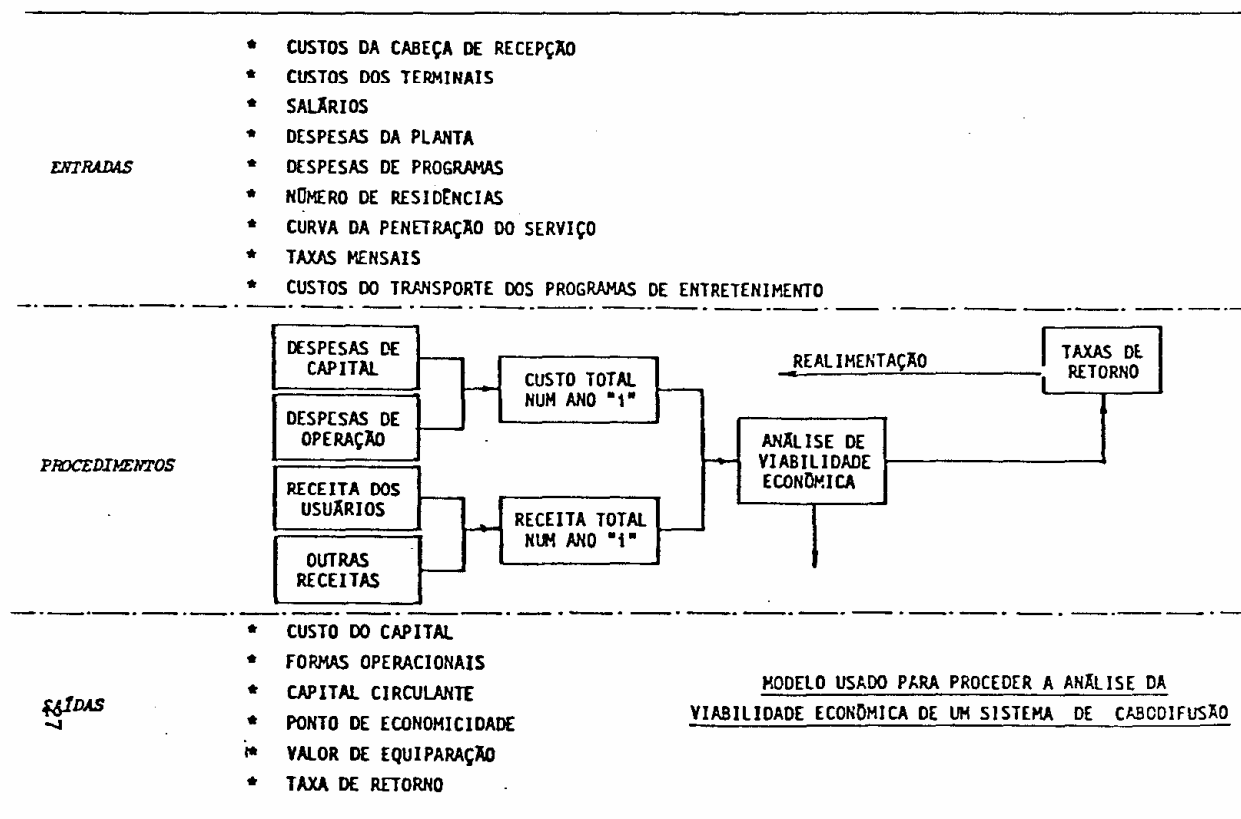 * CUSTOS DA CABEÇA DE RECEPÇÃO
* CUSTOS DOS TERMINAIS
* SALÁRIOS
* DESPESAS DA PLANTA
ENTRADAS
* DESPESAS DE PROGRAMAS
* NÚMERO DE RESIDÊNCIAS
* CURVA DA PENETRAÇÃO DO SERVIÇO
* TAXAS MENSAIS
* CUSTOS DO TRANSPORTE DOS PROGRAMAS DE ENTRETENIMENTO
PROCEDIMENTOS
DESPESAS DE
CAPITAL
DESPESAS DE
OPERAÇÃO
RECEITA DOS
USUÁRIOS
OUTRAS
RECEITAS
CUSTO TOTAL
NUM ANO "i"
RECEITA TOTAL
NUM ANO "i"
ANÁLISE DE
VIABILIDADE
ECONÔMICA
REALIMENTAÇÃO
TAXAS DE
RETORNO
SAÍDAS
* CUSTO DO CAPITAL
* FORMAS OPERACIONAIS
* CAPITAL CIRCULANTE
* PONTO DE ECONOMICIDADE
* VALOR DE EQUIPARAÇÃO
* TAXA DE RETORNO
MODELO USADO PARA PROCEDER A ANÁLISE DA
VIABILIDADE ECONÔMICA DE UM SISTEMA DE CABODIFUSÃO